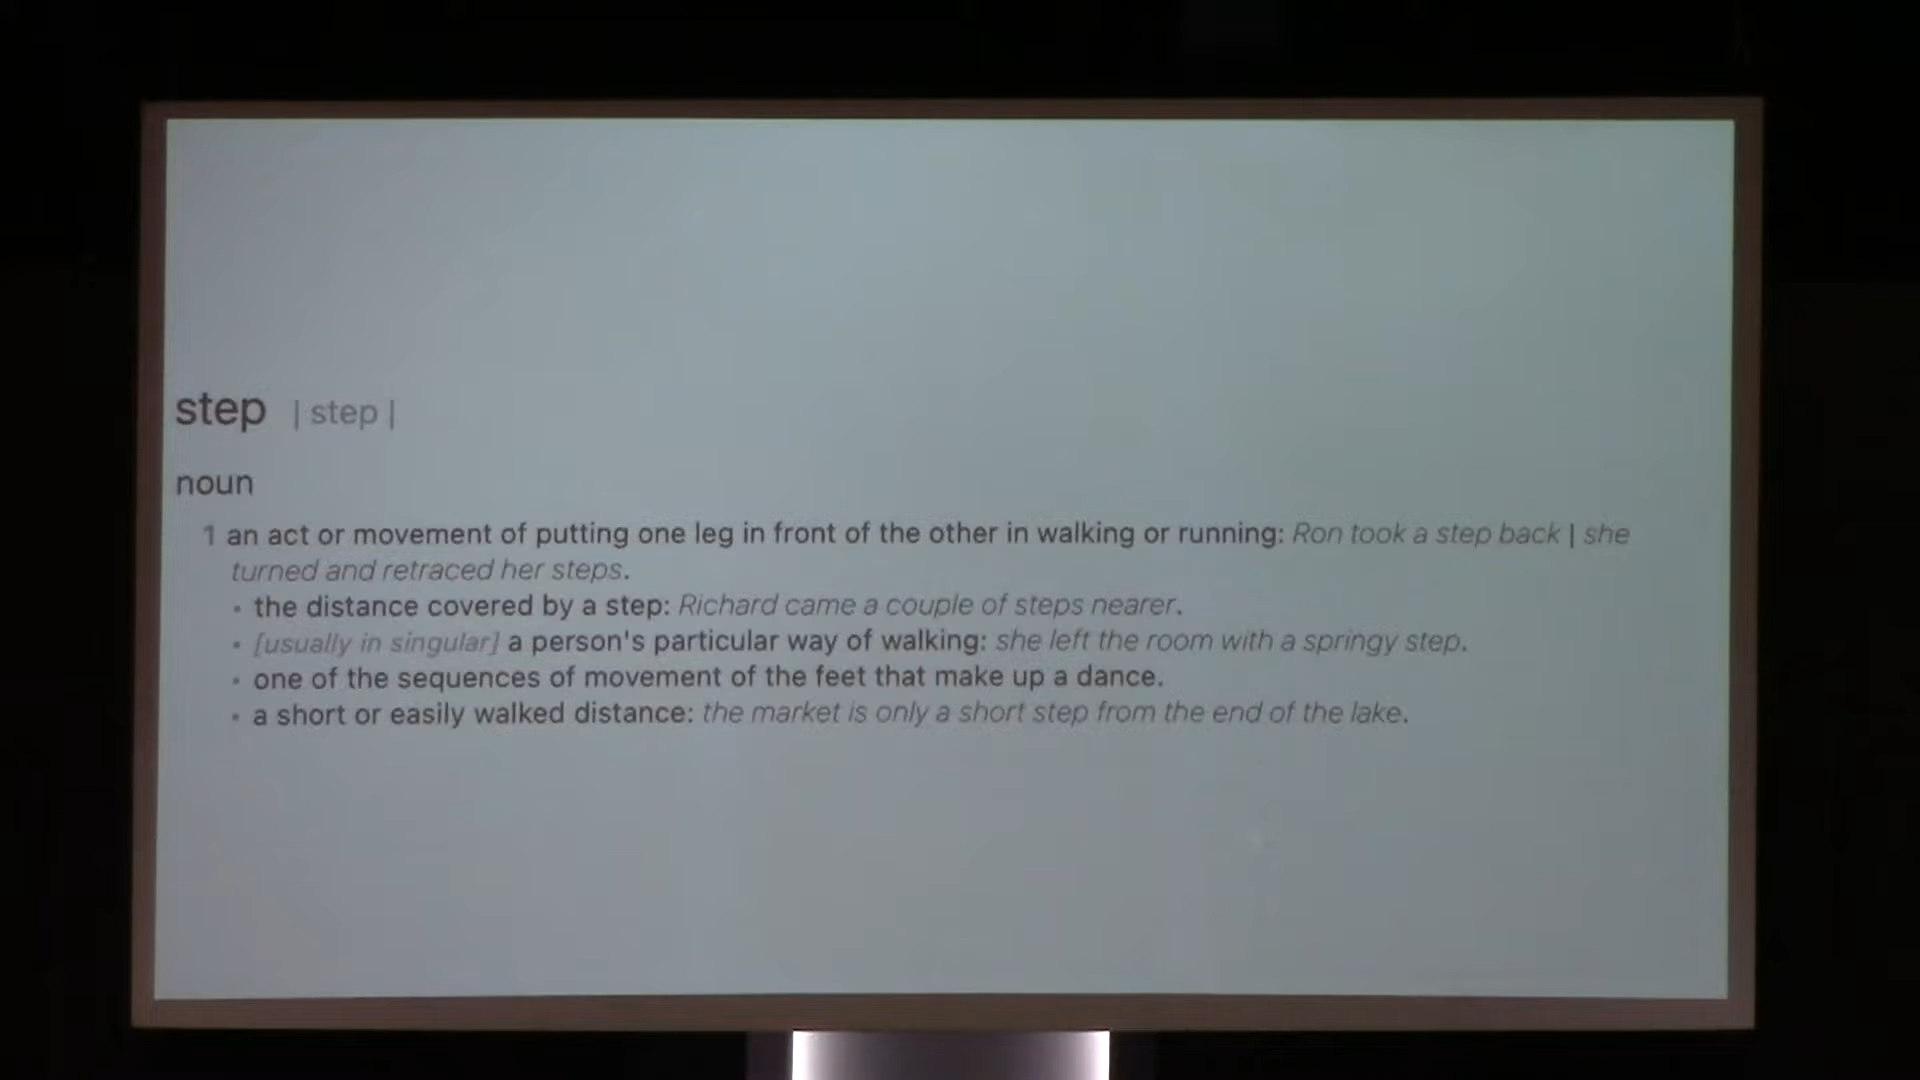 step | step |
noun
1 an act or movement of putting one leg in front of the other in walking or running: Ron took a step back | she
turned and retraced her steps.
• the distance covered by a step: Richard came a couple of steps nearer.
• [usually in singular] a person's particular way of walking: she left the room with a springy step.
• one of the sequences of movement of the feet that make up a dance.
• a short or easily walked distance: the market is only a short step from the end of the lake.